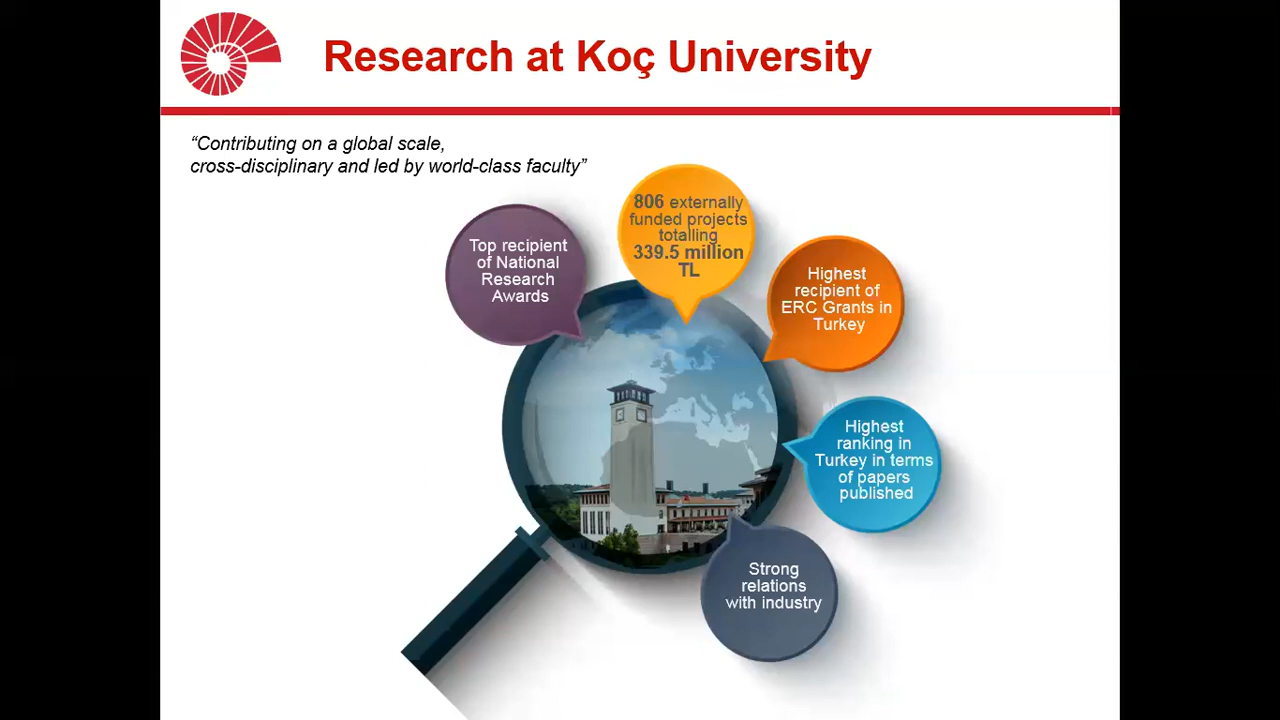 Research at Koç University
“Contributing on a global scale,
cross-disciplinary and led by world-class faculty”
Top recipient
of National
Research
Awards
806 externally
funded projects
totalling
339.5 million
TL
Highest
recipient of
ERC Grants in
Turkey
Highest
ranking in
Turkey in terms
of papers
published
Strong
relations
with industry